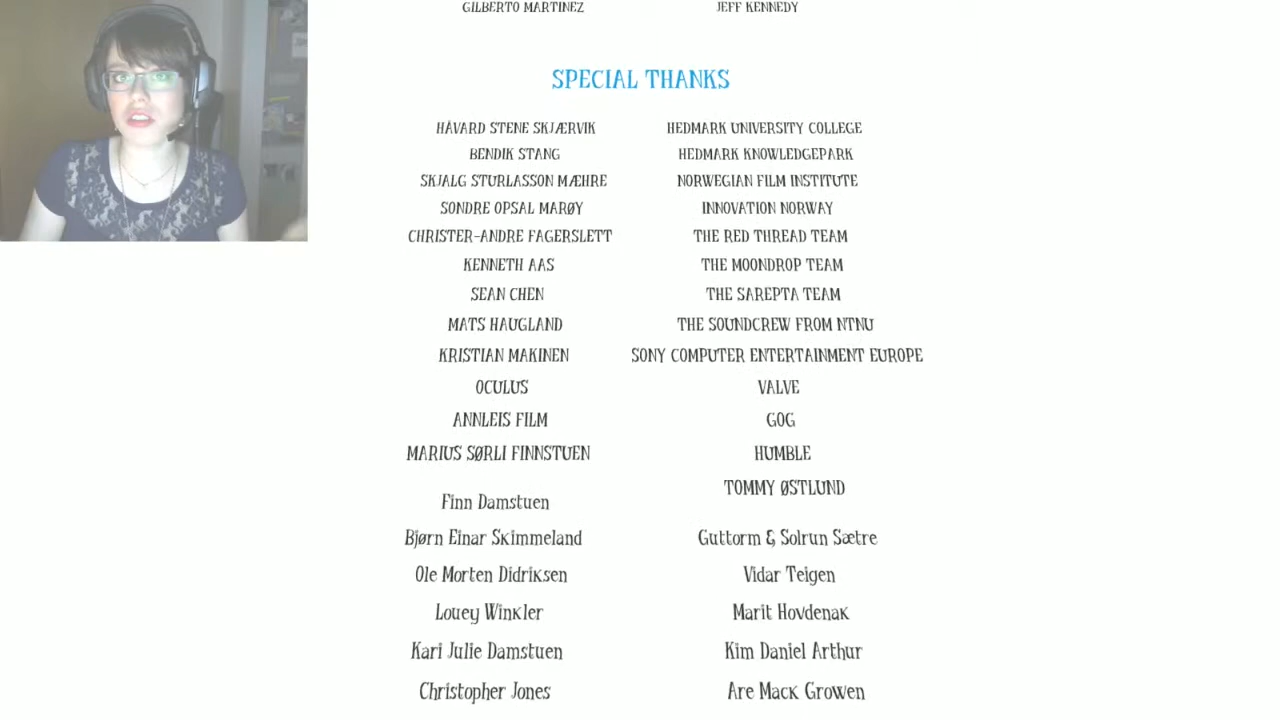 GILBERTO MARTINEZ JEFF KENNEDY
SPECIAL THANKS
HÅVARD STENE SKJÆRVIK HEDMARK UNIVERSITY COLLEGE
BENDIK STANG HEDMARK KNOWLEDGEPARK
SKJALG STURLASSON MÆHRE NORWEGIAN FILM INSTITUTE
SONDRE OPSAL MARØY INNOVATION NORWAY
CHRISTER-ANDRE FAGERSLETT THE RED THREAD TEAM
KENNETH AAS THE MOONDROP TEAM
SEAN CHEN THE SAREPTA TEAM
MATS HAUGLAND THE SOUNDCREW FROM NTNU
KRISTIAN MAKINEN SONY COMPUTER ENTERTAINMENT EUROPE
OCULUS VALVE
ANNLEIS FILM GOG
MARIUS SØRLI FINNSTUEN HUMBLE
TOMMY ØSTLUND
Finn Damstuen
Bjørn Einar Skimmeland Guttorm & Solrun Sætre
Ole Morten Didriksen Vidar Teigen
Louey Winkler Marit Hovdenak
Kari Julie Damstuen Kim Daniel Arthur
Christopher Jones Are Mack Growen